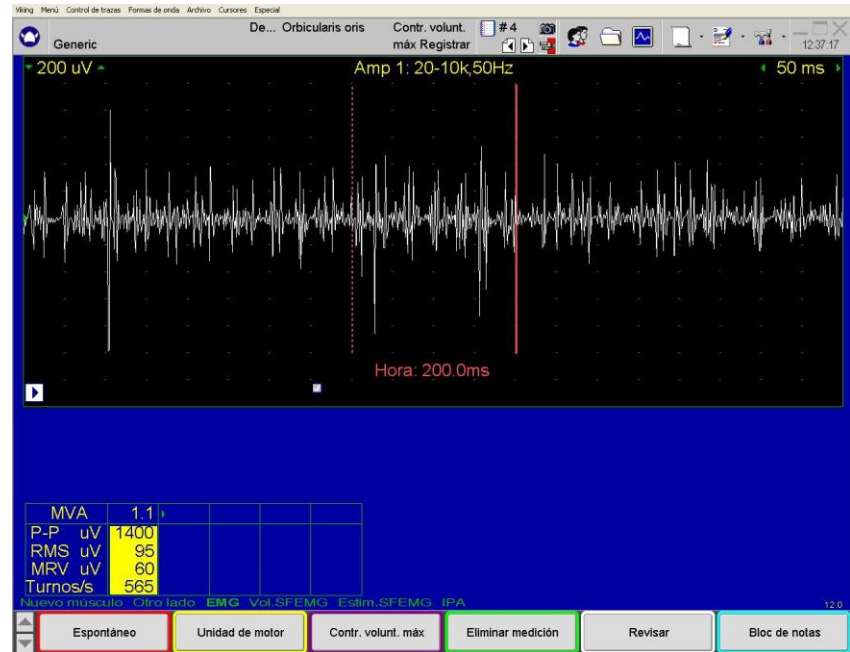 Viking Menú Control de trazas Formas de onda Archivo Cursores Especial
Generic
De... Orbicularis oris
Contr. volunt. máx Registrar
#4
12:37:17
200 uV
Amp 1: 20-10k,50Hz
50 ms
Hora: 200.0ms
MVA 1.1
P-P uV 1400
RMS uV 95
MRV uV 60
Turnos/s 565
Nuevo músculo Otro lado EMG Vol.SFEMG Estim.SFEMG IPA
12.0
Espontáneo Unidad de motor Contr. volunt. máx Eliminar medición Revisar Bloc de notas